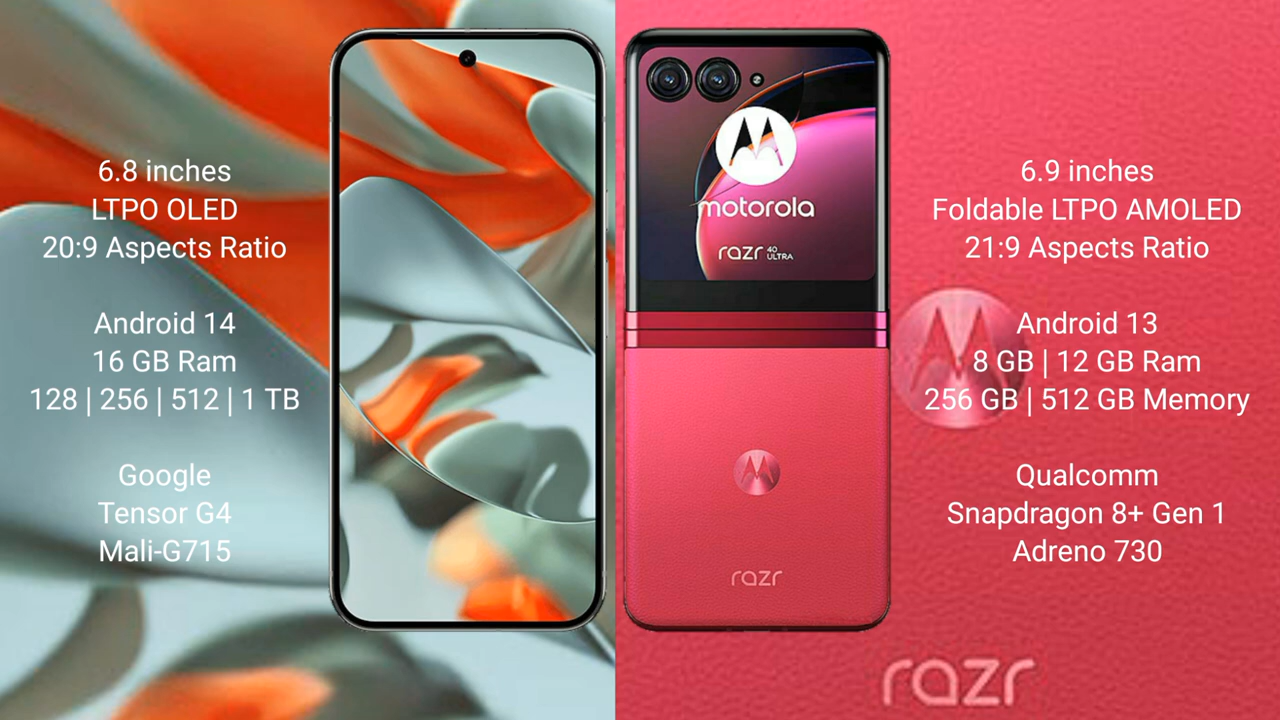 6.8 inches
LTPO OLED
20:9 Aspects Ratio
Android 14
16 GB Ram
128 | 256 | 512 | 1 TB
Google
Tensor G4
Mali-G715
motorola
razr 40 ULTRA
razr
6.9 inches
Foldable LTPO AMOLED
21:9 Aspects Ratio
Android 13
8 GB | 12 GB Ram
256 GB | 512 GB Memory
Qualcomm
Snapdragon 8+ Gen 1
Adreno 730
razr